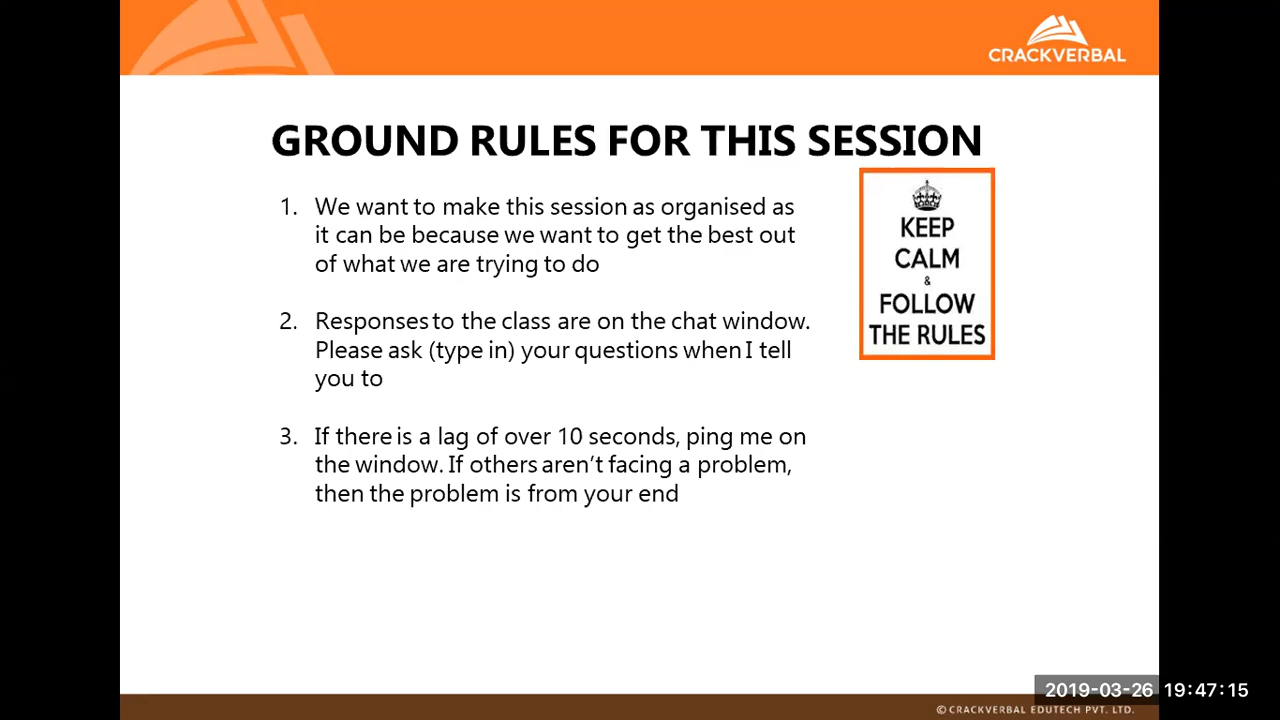 CRACKVERBAL
GROUND RULES FOR THIS SESSION
1. We want to make this session as organised as
it can be because we want to get the best out
of what we are trying to do
2. Responses to the class are on the chat window.
Please ask (type in) your questions when I tell
you to
3. If there is a lag of over 10 seconds, ping me on
the window. If others aren’t facing a problem,
then the problem is from your end
KEEP
CALM
&
FOLLOW
THE RULES
2019-03-26 19:47:15
© CRACKVERBAL EDUTECH PVT. LTD.